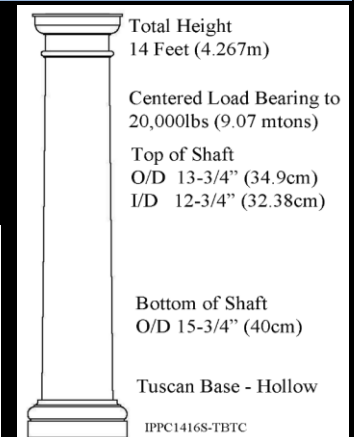 Total Height
14 Feet (4.267m)
Centered Load Bearing to
20,000lbs (9.07 mtons)
Top of Shaft
O/D 13-3/4” (34.9cm)
I/D 12-3/4” (32.38cm)
Bottom of Shaft
O/D 15-3/4” (40cm)
Tuscan Base - Hollow
IPPC1416S-TBTC